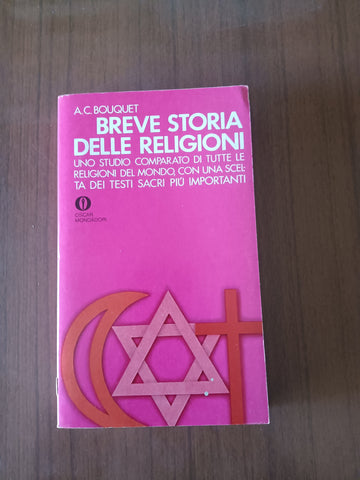 A.C. BOUQUET
BREVE STORIA
DELLE RELIGIONI
UNO STUDIO COMPARATO DI TUTTE LE
RELIGIONI DEL MONDO, CON UNA SCEL-
TA DEI TESTI SACRI PIÙ IMPORTANTI
OSCAR
MONDADORI